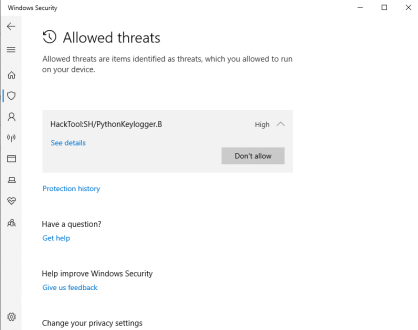 Windows Security
Allowed threats
Allowed threats are items identified as threats, which you allowed to run
on your device.
HackTool:SH/PythonKeylogger.B
High
See details
Don't allow
Protection history
Have a question?
Get help
Help improve Windows Security
Give us feedback
Change your privacy settings